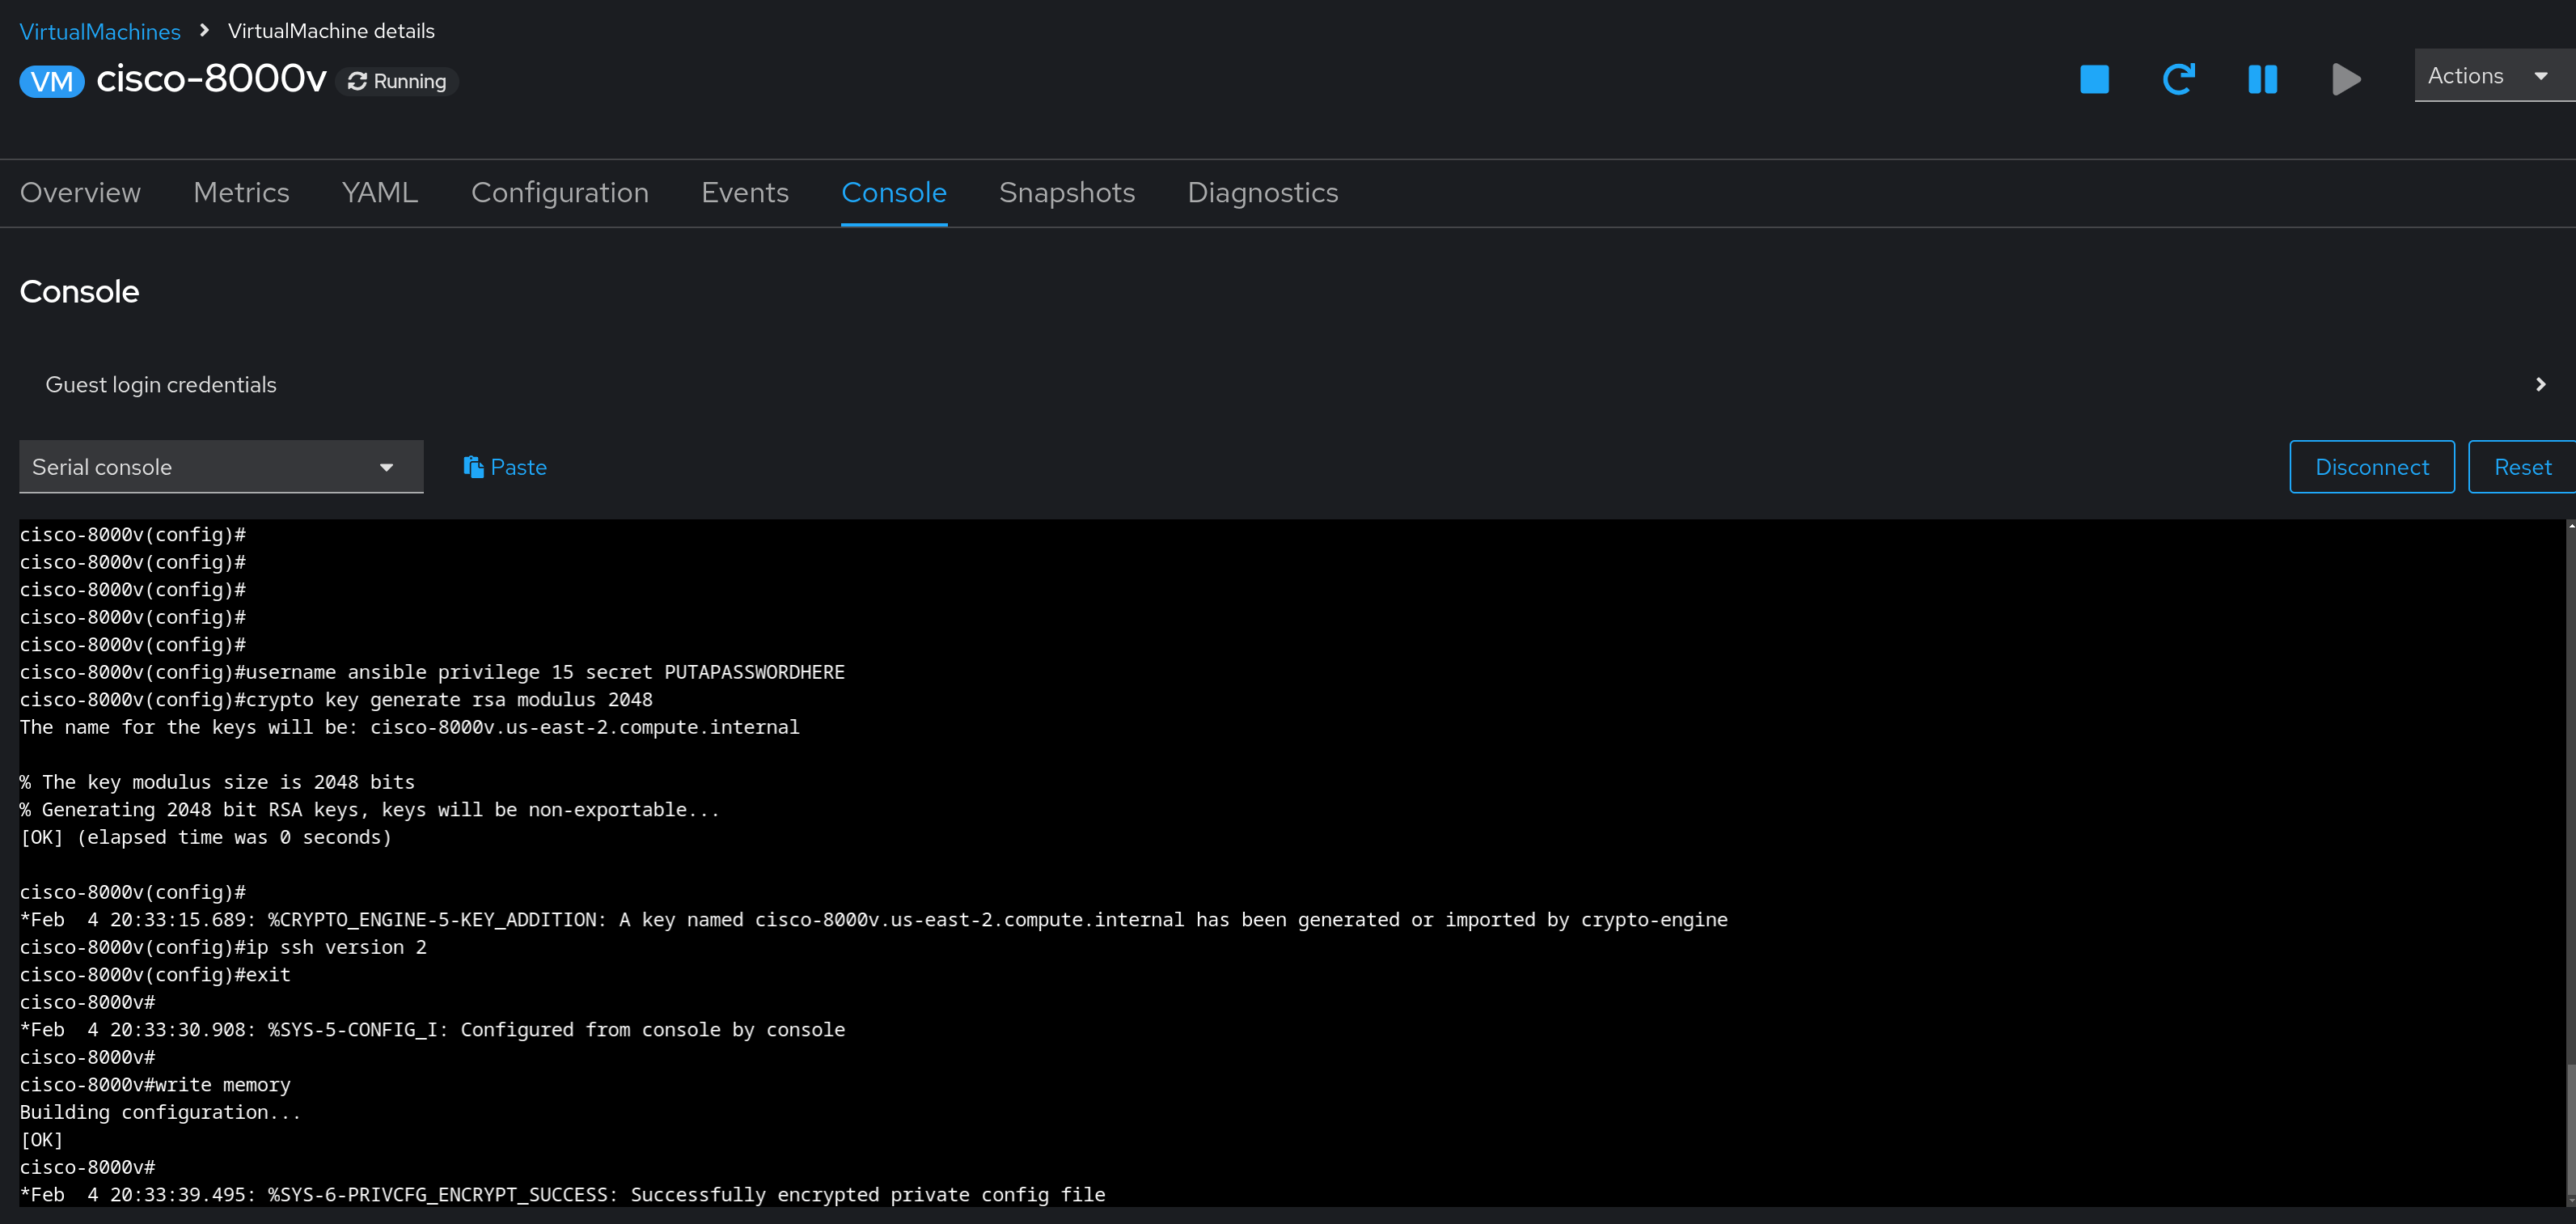 VirtualMachines > VirtualMachine details
VM cisco-8000v Running
Actions
Overview Metrics YAML Configuration Events Console Snapshots Diagnostics
Console
Guest login credentials
Serial console Paste Disconnect Reset
cisco-8000v(config)#
cisco-8000v(config)#
cisco-8000v(config)#
cisco-8000v(config)#
cisco-8000v(config)#
cisco-8000v(config)#username ansible privilege 15 secret PUTAPASSWORDHERE
cisco-8000v(config)#crypto key generate rsa modulus 2048
The name for the keys will be: cisco-8000v.us-east-2.compute.internal
% The key modulus size is 2048 bits
% Generating 2048 bit RSA keys, keys will be non-exportable...
[OK] (elapsed time was 0 seconds)
cisco-8000v(config)#
*Feb  4 20:33:15.689: %CRYPTO_ENGINE-5-KEY_ADDITION: A key named cisco-8000v.us-east-2.compute.internal has been generated or imported by crypto-engine
cisco-8000v(config)#ip ssh version 2
cisco-8000v(config)#exit
cisco-8000v#
*Feb  4 20:33:30.908: %SYS-5-CONFIG_I: Configured from console by console
cisco-8000v#
cisco-8000v#write memory
Building configuration...
[OK]
cisco-8000v#
*Feb  4 20:33:39.495: %SYS-6-PRIVCFG_ENCRYPT_SUCCESS: Successfully encrypted private config file